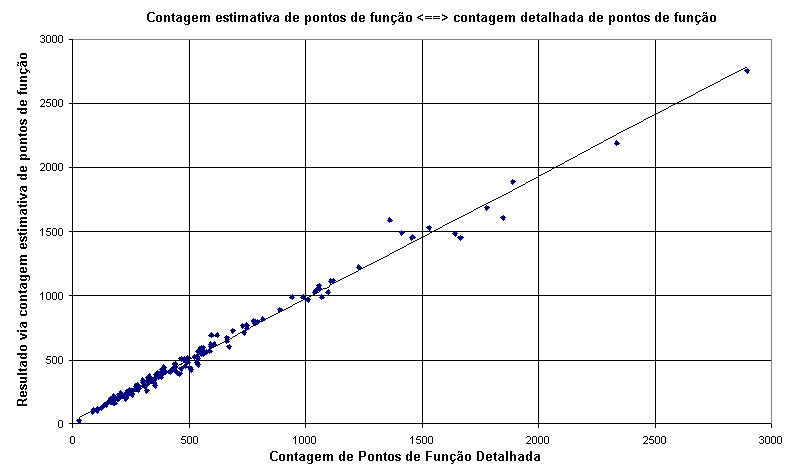 Contagem estimativa de pontos de função <==> contagem detalhada de pontos de função
Resultado via contagem estimativa de pontos de função
3000
2500
2000
1500
1000
500
0
0 500 1000 1500 2000 2500 3000
Contagem de Pontos de Função Detalhada